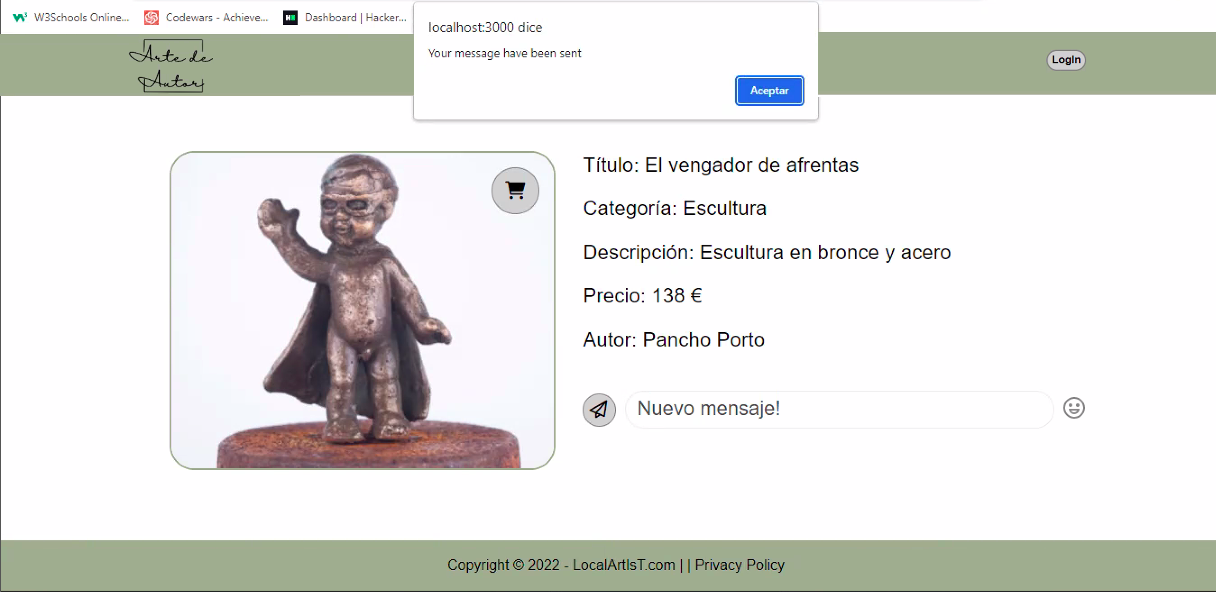 W3Schools Online...
Codewars - Achieve...
Dashboard | Hacker...
localhost:3000 dice
Your message have been sent
Aceptar
Arte de
Autor
Login
Título: El vengador de afrentas
Categoría: Escultura
Descripción: Escultura en bronce y acero
Precio: 138 €
Autor: Pancho Porto
Nuevo mensaje!
Copyright © 2022 - LocalArtIsT.com | | Privacy Policy